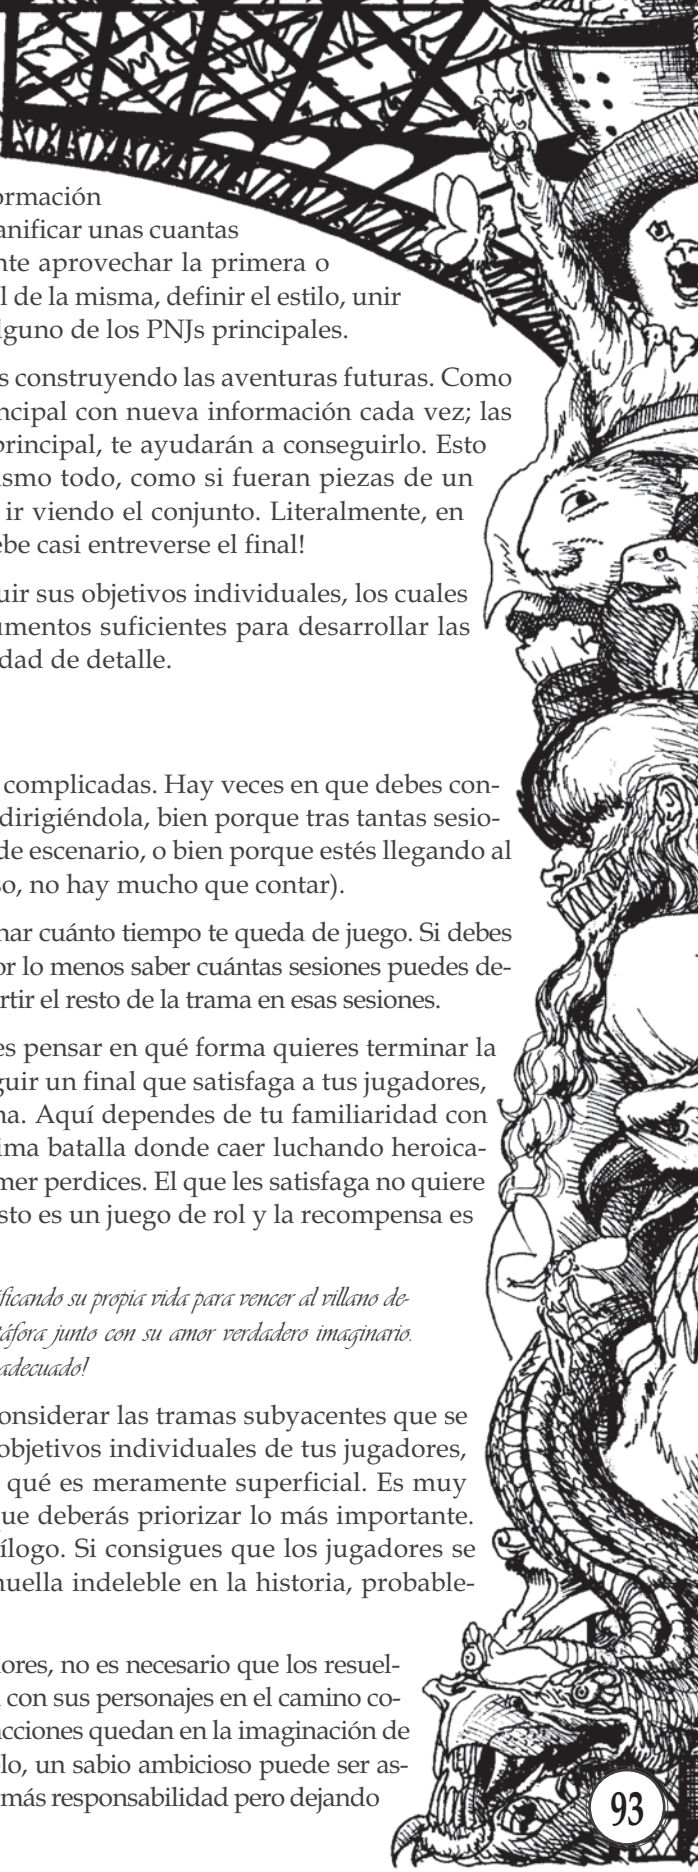 ormación
anificar unas cuantas
nte aprovechar la primera o
l de la misma, definir el estilo, unir
lguno de los PNJs principales.
s construyendo las aventuras futuras. Como
ncipal con nueva información cada vez; las
principal, te ayudarán a conseguirlo. Esto
ismo todo, como si fueran piezas de un
ir viendo el conjunto. Literalmente, en
ebe casi entreverse el final!
uir sus objetivos individuales, los cuales
umentos suficientes para desarrollar las
dad de detalle.
complicadas. Hay veces en que debes con-
dirigiéndola, bien porque tras tantas sesio-
de escenario, o bien porque estés llegando al
so, no hay mucho que contar).
nar cuánto tiempo te queda de juego. Si debes
or lo menos saber cuántas sesiones puedes de-
rtir el resto de la trama en esas sesiones.
es pensar en qué forma quieres terminar la
guir un final que satisfaga a tus jugadores,
na. Aquí dependes de tu familiaridad con
ima batalla donde caer luchando heroica-
mer perdices. El que les satisfaga no quiere
sto es un juego de rol y la recompensa es
ificando su propia vida para vencer al villano de-
táfora junto con su amor verdadero imaginario.
adecuado!
onsiderar las tramas subyacentes que se
objetivos individuales de tus jugadores,
qué es meramente superficial. Es muy
ue deberás priorizar lo más importante.
ílogo. Si consigues que los jugadores se
huella indeleble en la historia, probable-
lores, no es necesario que los resuel-
con sus personajes en el camino co-
acciones quedan en la imaginación de
lo, un sabio ambicioso puede ser as-
más responsabilidad pero dejando
93